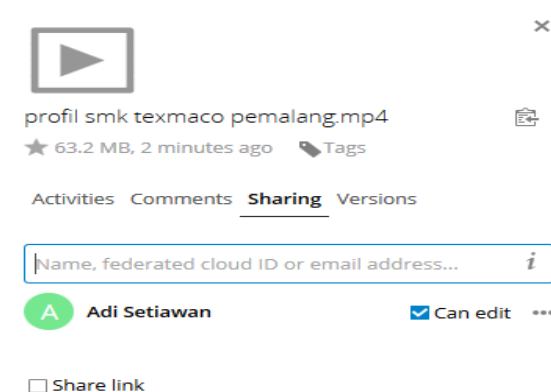 profil smk texmaco pemalang.mp4
63.2 MB, 2 minutes ago Tags
Activities Comments Sharing Versions
Name, federated cloud ID or email address... i
A Adi Setiawan Can edit ...
Share link